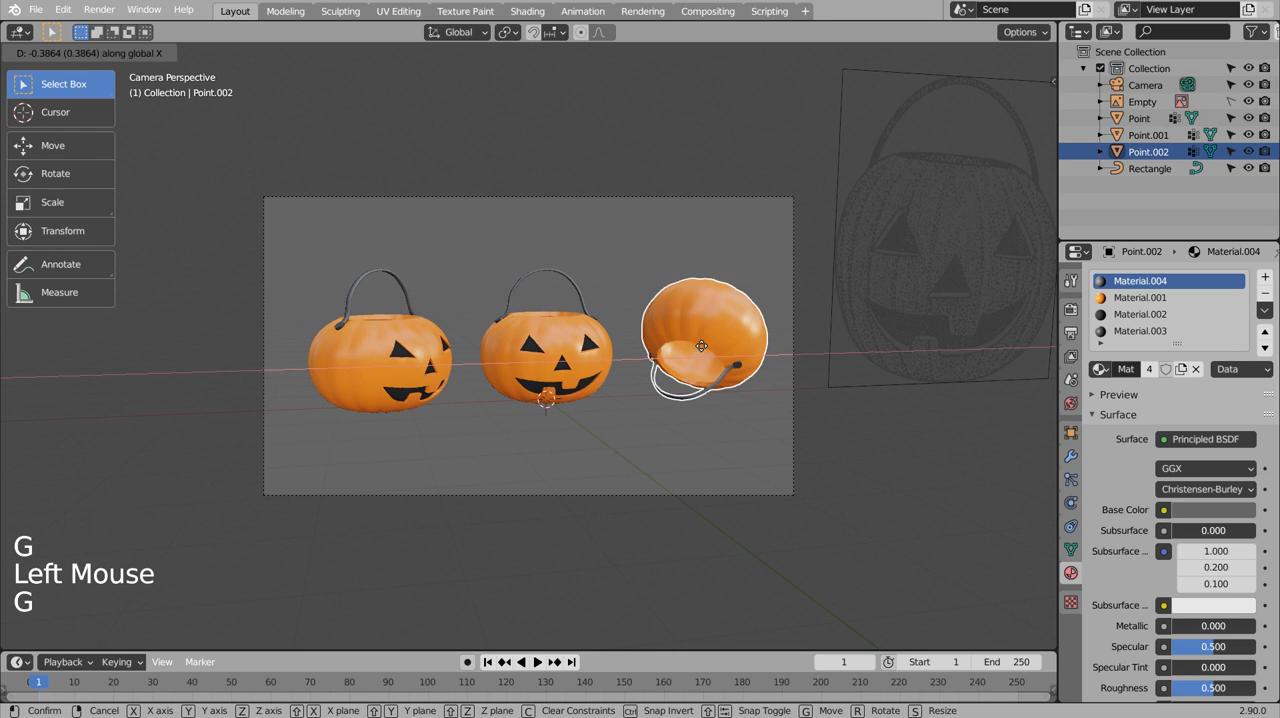 File Edit Render Window Help Layout Modeling Sculpting UV Editing Texture Paint Shading Animation Rendering Compositing Scripting + Scene View Layer
Global Options
D: -0.3864 (0.3864) along global X
Select Box
Cursor
Move
Rotate
Scale
Transform
Annotate
Measure
Camera Perspective
(1) Collection | Point.002
G
Left Mouse
G
Scene Collection
Collection
Camera
Empty
Point
Point.001
Point.002
Rectangle
Point.002 Material.004
Material.004
Material.001
Material.002
Material.003
Mat 4 Data
Preview
Surface
Surface Principled BSDF
GGX
Christensen-Burley
Base Color
Subsurface 0.000
Subsurface .. 1.000
0.200
0.100
Subsurface ..
Metallic 0.000
Specular 0.500
Specular Tint 0.000
Roughness 0.500
Playback Keying View Marker 1 Start 1 End 250
1 10 20 30 40 50 60 70 80 90 100 110 120 130 140 150 160 170 180 190 200 210 220 230 240 250
Confirm Cancel X X axis Y Y axis Z Z axis X X plane Y Y plane Z Z plane C Clear Constraints Ctrl Snap Invert Snap Toggle G Move R Rotate S Resize 2.90.0